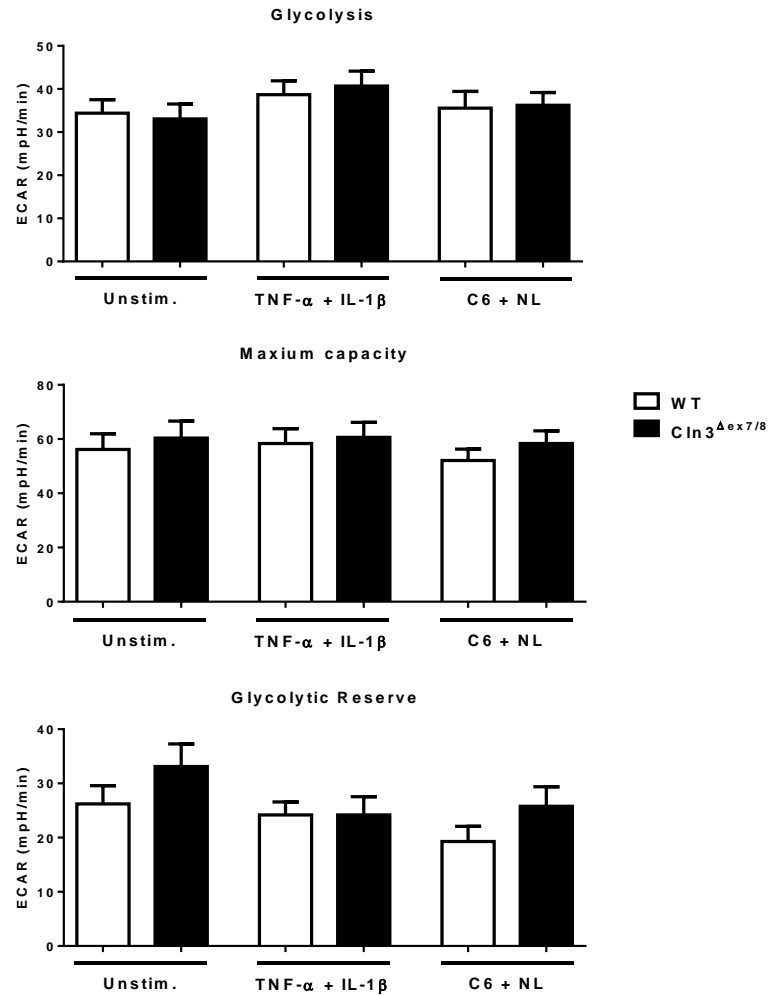 Glycolysis
ECAR (mpH/min)
50
40
30
20
10
0
Unstim.
TNF-α + IL-1β
C6 + NL
Maxium capacity
ECAR (mpH/min)
80
60
40
20
0
Unstim.
TNF-α + IL-1β
C6 + NL
WT
Cln3Δex7/8
Glycolytic Reserve
ECAR (mpH/min)
40
30
20
10
0
Unstim.
TNF-α + IL-1β
C6 + NL